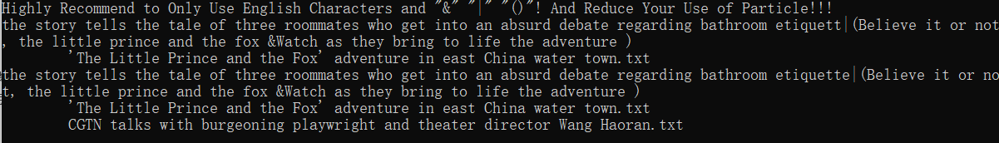 Highly Recommend to Only Use English Characters and "&" "|" "()"! And Reduce Your Use of Particle!!!
the story tells the tale of three roommates who get into an absurd debate regarding bathroom etiquett|(Believe it or not
, the little prince and the fox &Watch as they bring to life the adventure )
'The Little Prince and the Fox' adventure in east China water town.txt
the story tells the tale of three roommates who get into an absurd debate regarding bathroom etiquette|(Believe it or no
t, the little prince and the fox &Watch as they bring to life the adventure )
'The Little Prince and the Fox' adventure in east China water town.txt
CGTN talks with burgeoning playwright and theater director Wang Haoran.txt